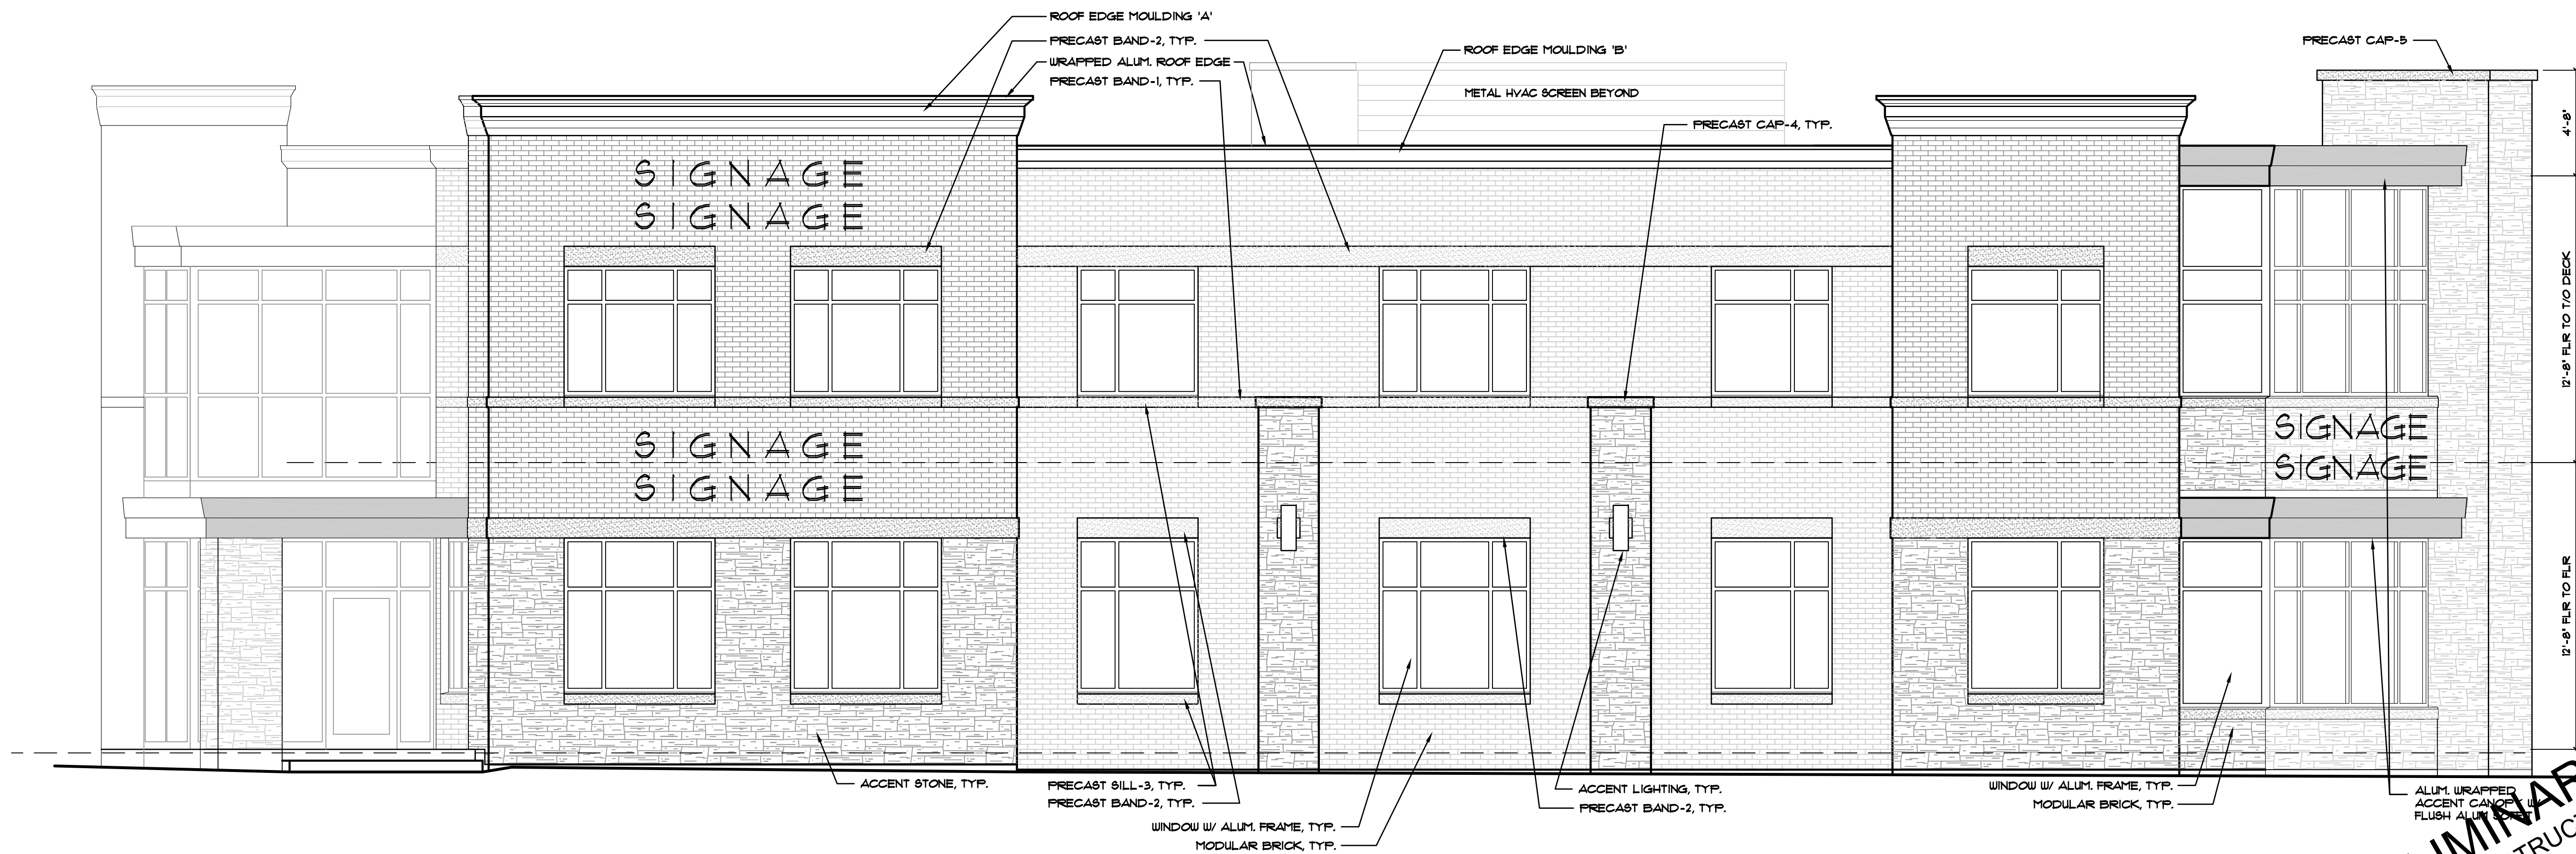 ROOF EDGE MOULDING 'A'
PRECAST BAND-2, TYP.
WRAPPED ALUM. ROOF EDGE
PRECAST BAND-1, TYP.
ROOF EDGE MOULDING 'B'
METAL HVAC SCREEN BEYOND
PRECAST CAP-4, TYP.
PRECAST CAP-5
4'-8"
12'-8" FLR TO T/O DECK
12'-8" FLR TO FLR
SIGNAGE
SIGNAGE
SIGNAGE
SIGNAGE
SIGNAGE
SIGNAGE
ACCENT STONE, TYP.
PRECAST SILL-3, TYP.
PRECAST BAND-2, TYP.
WINDOW W/ ALUM. FRAME, TYP.
MODULAR BRICK, TYP.
ACCENT LIGHTING, TYP.
PRECAST BAND-2, TYP.
WINDOW W/ ALUM. FRAME, TYP.
MODULAR BRICK, TYP.
ALUM. WRAPPED
ACCENT CANOPY
FLUSH ALUM